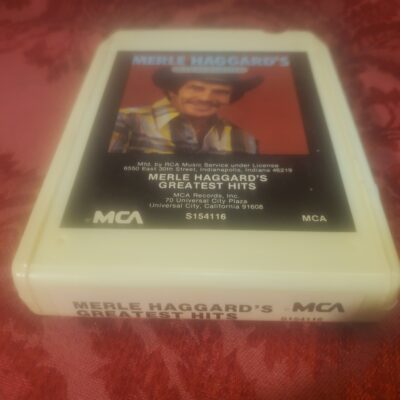 MERLE HAGGARD'S
Mfd. by RCA Music Service under License
6550 East 30th Street, Indianapolis, Indiana 46219
MERLE HAGGARD'S
GREATEST HITS
MCA Records, Inc.
70 Universal City Plaza
Universal City, California 91608
MCA S154116 MCA
MERLE HAGGARD'S MCA
GREATEST HITS S154116